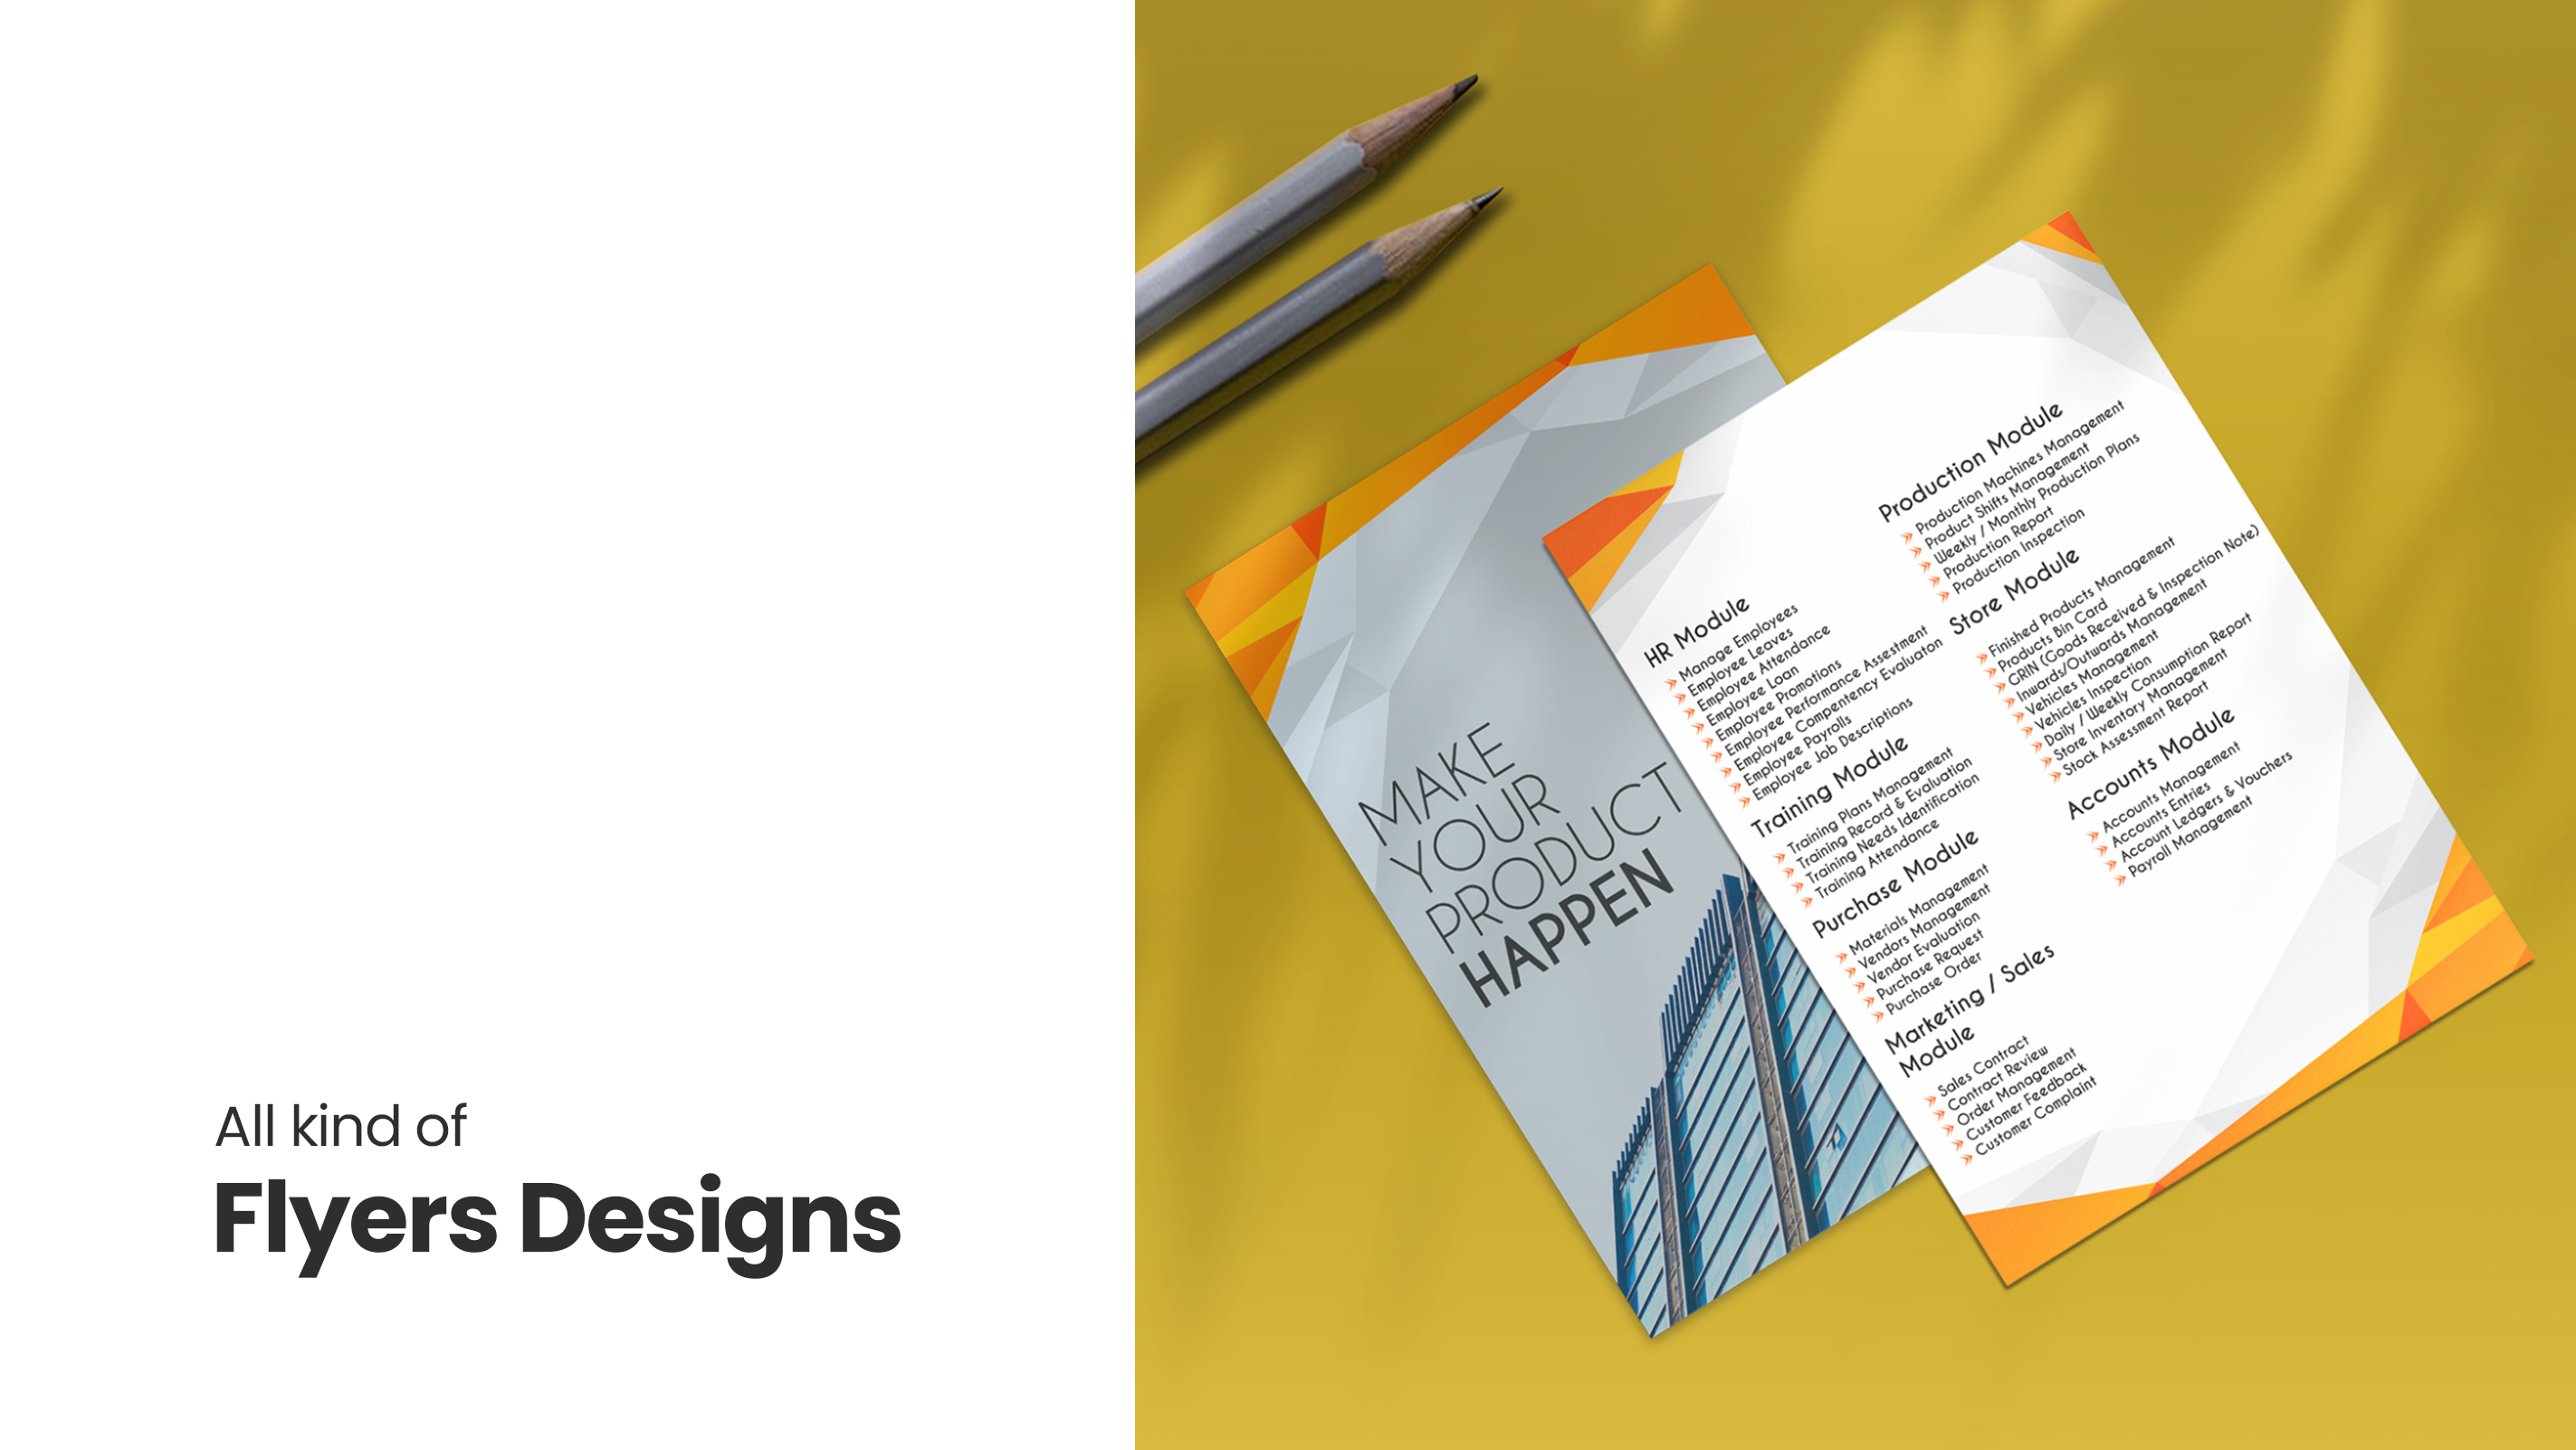 All kind of
Flyers Designs
MAKE
YOUR
PRODUCT
HAPPEN
HR Module
Manage Employees
Employee Leaves
Employee Attendance
Employee Loan
Employee Promotions
Employee Performance Assestment
Employee Compentency Evaluaton
Employee Payrolls
Employee Job Descriptions
Training Module
Training Plans Management
Training Record & Evaluation
Training Needs Identification
Training Attendance
Purchase Module
Materials Management
Vendors Management
Vendor Evaluation
Purchase Request
Purchase Order
Marketing / Sales
Module
Sales Contract
Contract Review
Order Management
Customer Feedback
Customer Complaint
Production Module
Production Machines Management
Product Shifts Management
Weekly / Monthly Production Plans
Production Report
Production Inspection
Store Module
Finished Products Management
Products Bin Card
GRIN (Goods Received & Inspection Note)
Inwards/Outwards Management
Vehicles Management
Vehicles Inspection
Daily / Weekly Consumption Report
Store Inventory Management
Stock Assessment Report
Accounts Module
Accounts Management
Accounts Entries
Account Ledgers & Vouchers
Payroll Management